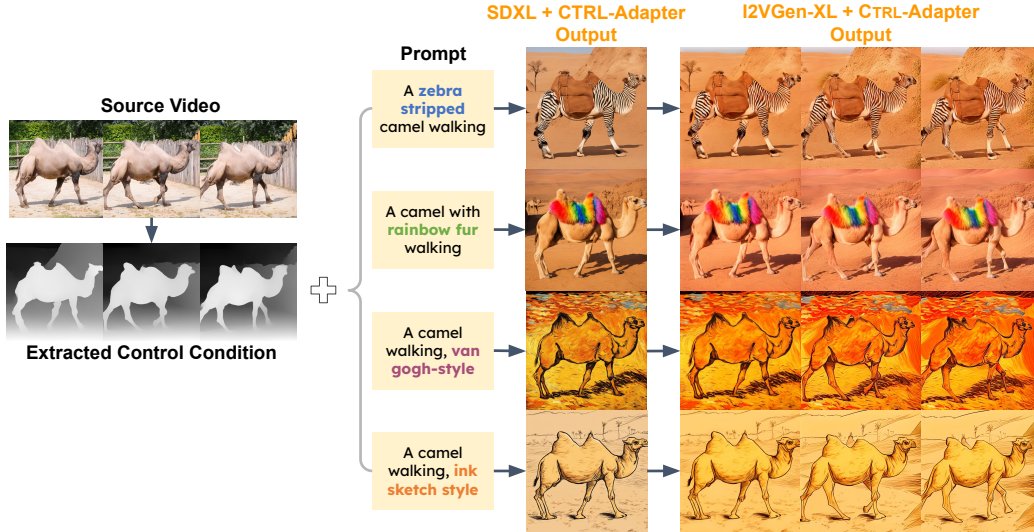 SDXL + CTRL-Adapter
Output
I2VGen-XL + CTRL-Adapter
Output
Prompt
Source Video
Extracted Control Condition
A zebra
stripped
camel walking
A camel with
rainbow fur
walking
A camel
walking, van
gogh-style
A camel
walking, ink
sketch style